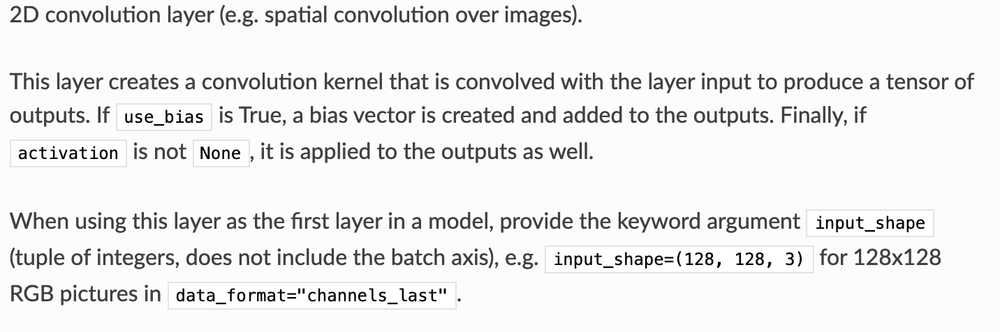 2D convolution layer (e.g. spatial convolution over images).
This layer creates a convolution kernel that is convolved with the layer input to produce a tensor of
outputs. If use_bias is True, a bias vector is created and added to the outputs. Finally, if
activation is not None , it is applied to the outputs as well.
When using this layer as the first layer in a model, provide the keyword argument input_shape
(tuple of integers, does not include the batch axis), e.g. input_shape=(128, 128, 3) for 128x128
RGB pictures in data_format="channels_last" .